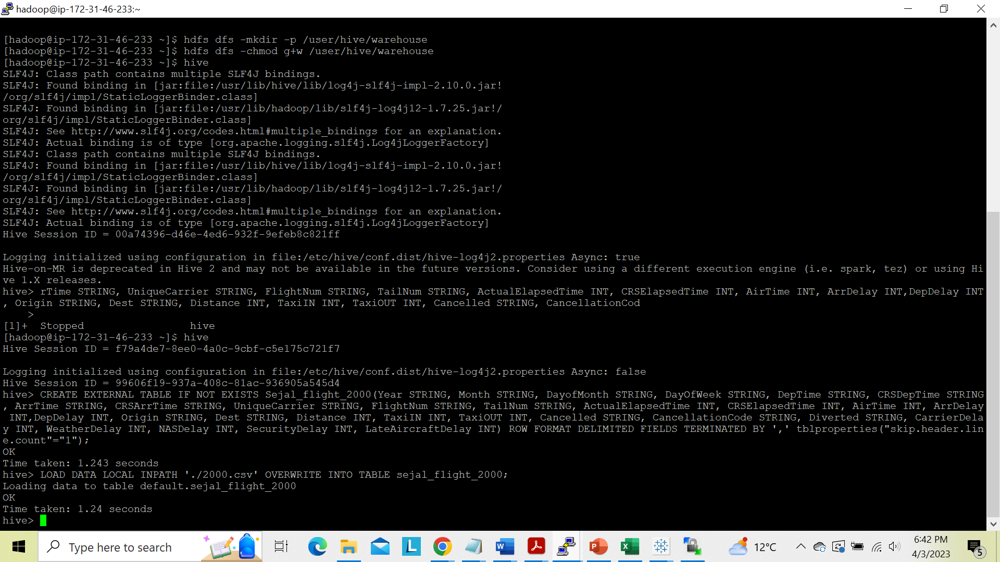 hadoop@ip-172-31-46-233:~
[hadoop@ip-172-31-46-233 ~]$ hdfs dfs -mkdir -p /user/hive/warehouse
[hadoop@ip-172-31-46-233 ~]$ hdfs dfs -chmod g+w /user/hive/warehouse
[hadoop@ip-172-31-46-233 ~]$ hive
SLF4J: Class path contains multiple SLF4J bindings.
SLF4J: Found binding in [jar:file:/usr/lib/hive/lib/log4j-slf4j-impl-2.10.0.jar!
/org/slf4j/impl/StaticLoggerBinder.class]
SLF4J: Found binding in [jar:file:/usr/lib/hadoop/lib/slf4j-log4j12-1.7.25.jar!/
org/slf4j/impl/StaticLoggerBinder.class]
SLF4J: See http://www.slf4j.org/codes.html#multiple_bindings for an explanation.
SLF4J: Actual binding is of type [org.apache.logging.slf4j.Log4jLoggerFactory]
SLF4J: Class path contains multiple SLF4J bindings.
SLF4J: Found binding in [jar:file:/usr/lib/hive/lib/log4j-slf4j-impl-2.10.0.jar!
/org/slf4j/impl/StaticLoggerBinder.class]
SLF4J: Found binding in [jar:file:/usr/lib/hadoop/lib/slf4j-log4j12-1.7.25.jar!/
org/slf4j/impl/StaticLoggerBinder.class]
SLF4J: See http://www.slf4j.org/codes.html#multiple_bindings for an explanation.
SLF4J: Actual binding is of type [org.apache.logging.slf4j.Log4jLoggerFactory]
Hive Session ID = 00a74396-d46e-4ed6-932f-9efeb8c821ff
Logging initialized using configuration in file:/etc/hive/conf.dist/hive-log4j2.properties Async: true
Hive-on-MR is deprecated in Hive 2 and may not be available in the future versions. Consider using a different execution engine (i.e. spark, tez) or using Hi
ve 1.X releases.
hive> rTime STRING, UniqueCarrier STRING, FlightNum STRING, TailNum STRING, ActualElapsedTime INT, CRSElapsedTime INT, AirTime INT, ArrDelay INT,DepDelay INT
, Origin STRING, Dest STRING, Distance INT, TaxiIN INT, TaxiOUT INT, Cancelled STRING, CancellationCod
    >
[1]+  Stopped                 hive
[hadoop@ip-172-31-46-233 ~]$ hive
Hive Session ID = f79a4de7-8ee0-4a0c-9cbf-c5e175c721f7
Logging initialized using configuration in file:/etc/hive/conf.dist/hive-log4j2.properties Async: false
Hive Session ID = 99606f19-937a-408c-81ac-936905a545d4
hive> CREATE EXTERNAL TABLE IF NOT EXISTS Sejal_flight_2000(Year STRING, Month STRING, DayofMonth STRING, DayOfWeek STRING, DepTime STRING, CRSDepTime STRING
, ArrTime STRING, CRSArrTime STRING, UniqueCarrier STRING, FlightNum STRING, TailNum STRING, ActualElapsedTime INT, CRSElapsedTime INT, AirTime INT, ArrDelay
 INT,DepDelay INT, Origin STRING, Dest STRING, Distance INT, TaxiIN INT, TaxiOUT INT, Cancelled STRING, CancellationCode STRING, Diverted STRING, CarrierDela
y INT, WeatherDelay INT, NASDelay INT, SecurityDelay INT, LateAircraftDelay INT) ROW FORMAT DELIMITED FIELDS TERMINATED BY ',' tblproperties("skip.header.lin
e.count"="1");
OK
Time taken: 1.243 seconds
hive> LOAD DATA LOCAL INPATH './2000.csv' OVERWRITE INTO TABLE sejal_flight_2000;
Loading data to table default.sejal_flight_2000
OK
Time taken: 1.24 seconds
hive>
Type here to search
12°C
6:42 PM
4/3/2023
5